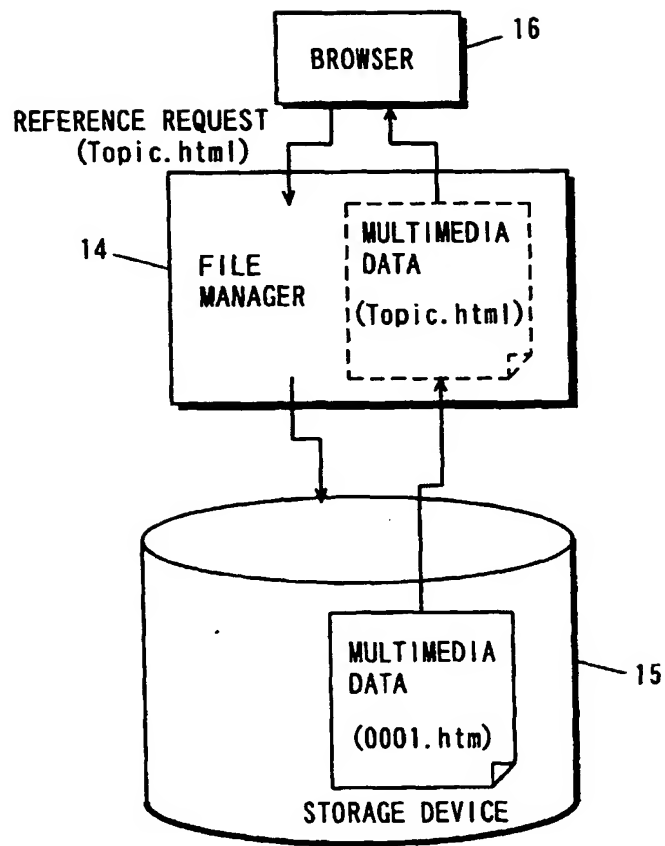 16
BROWSER
REFERENCE REQUEST
(Topic.html)
14
FILE
MANAGER
MULTIMEDIA
DATA
(Topic.html)
MULTIMEDIA
DATA
(0001.htm)
15
STORAGE DEVICE